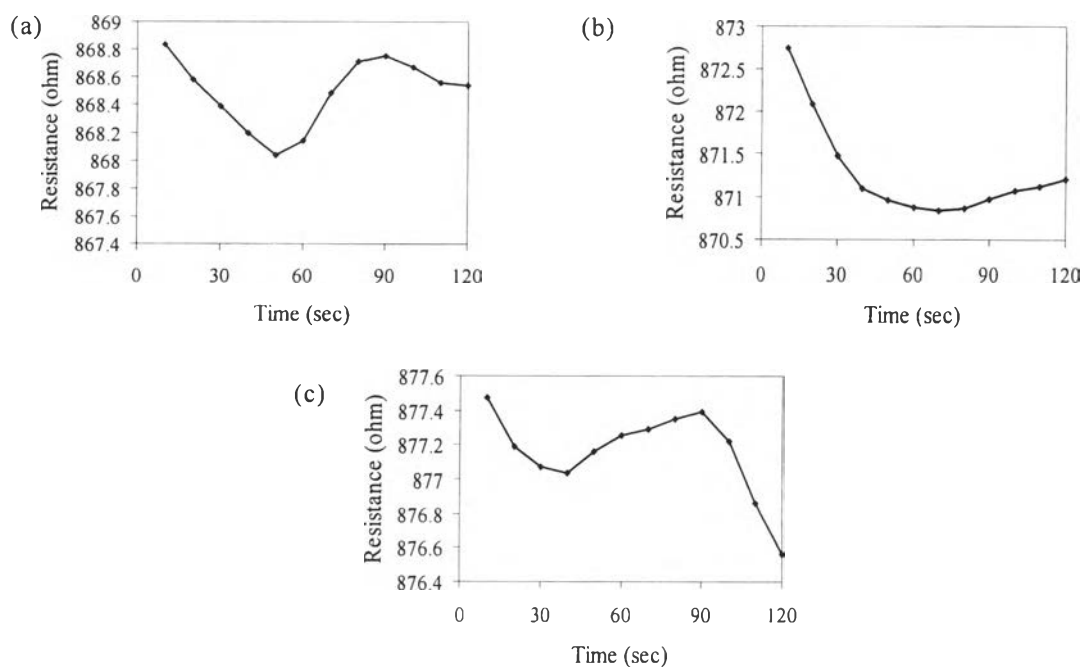 (a)
Resistance (ohm)
869
868.8
868.6
868.4
868.2
868
867.8
867.6
867.4
0 30 60 90 120
Time (sec)
(b)
Resistance (ohm)
873
872.5
872
871.5
871
870.5
0 30 60 90 120
Time (sec)
(c)
Resistance (ohm)
877.6
877.4
877.2
877
876.8
876.6
876.4
0 30 60 90 120
Time (sec)